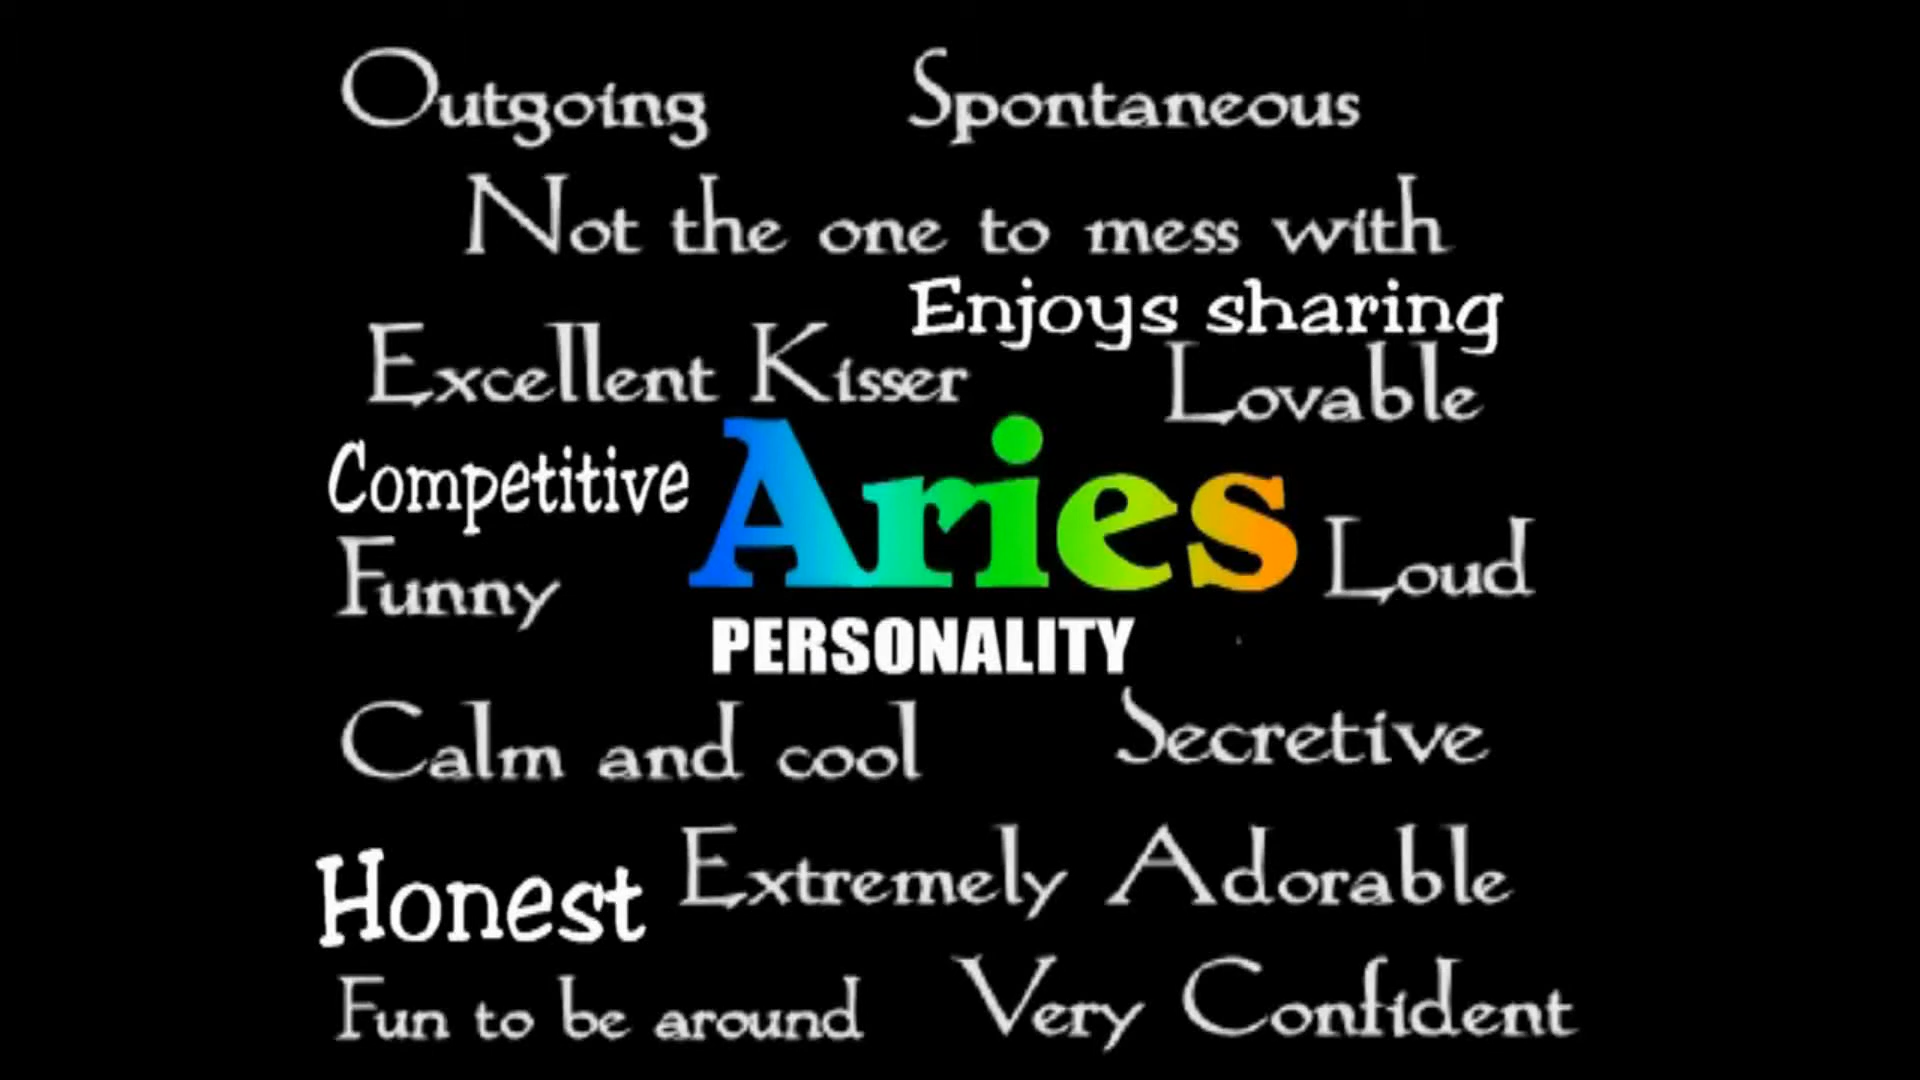 Outgoing Spontaneous
Not the one to mess with
Enjoys sharing
Excellent Kisser Lovable
Competitive Aries
Funny Loud
PERSONALITY
Calm and cool Secretive
Honest Extremely Adorable
Fun to be around Very Confident